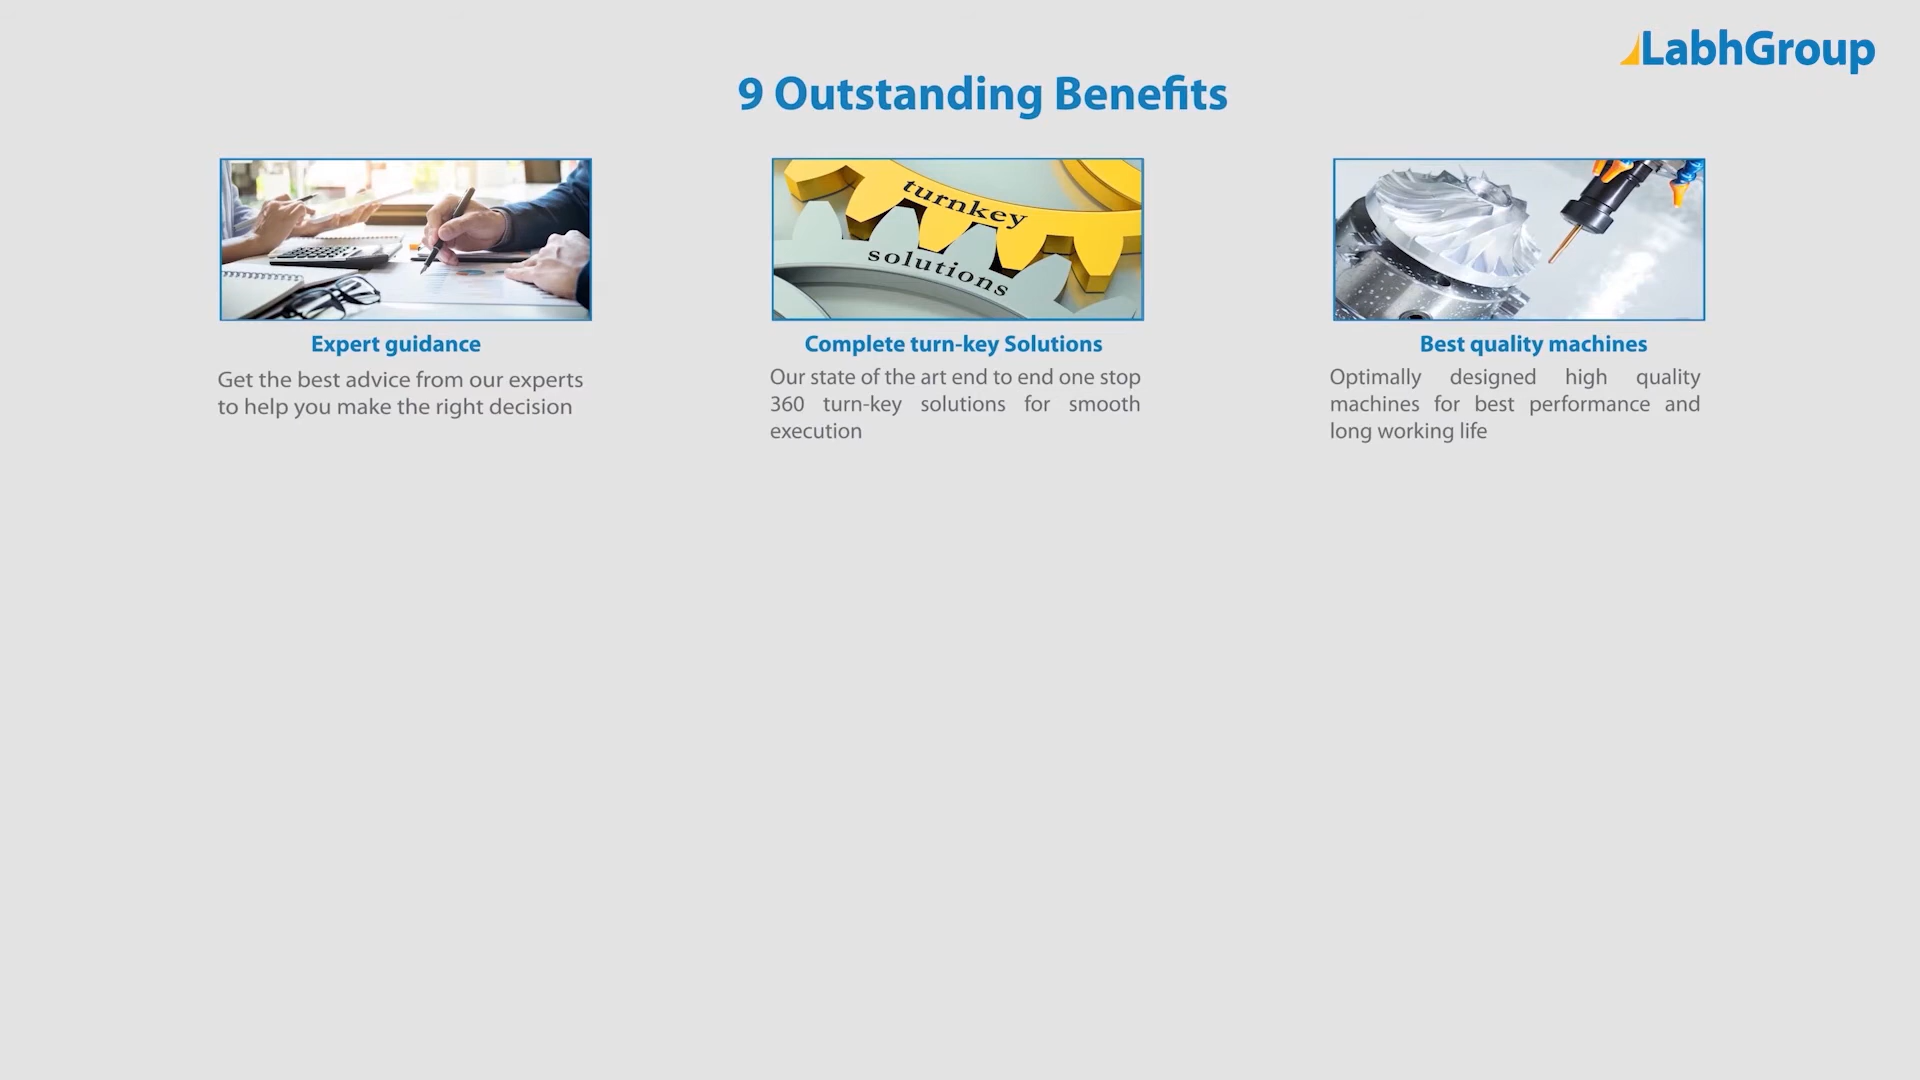 LabhGroup
9 Outstanding Benefits
turnkey
solutions
Expert guidance
Get the best advice from our experts
to help you make the right decision
Complete turn-key Solutions
Our state of the art end to end one stop
360 turn-key solutions for smooth
execution
Best quality machines
Optimally designed high quality
machines for best performance and
long working life